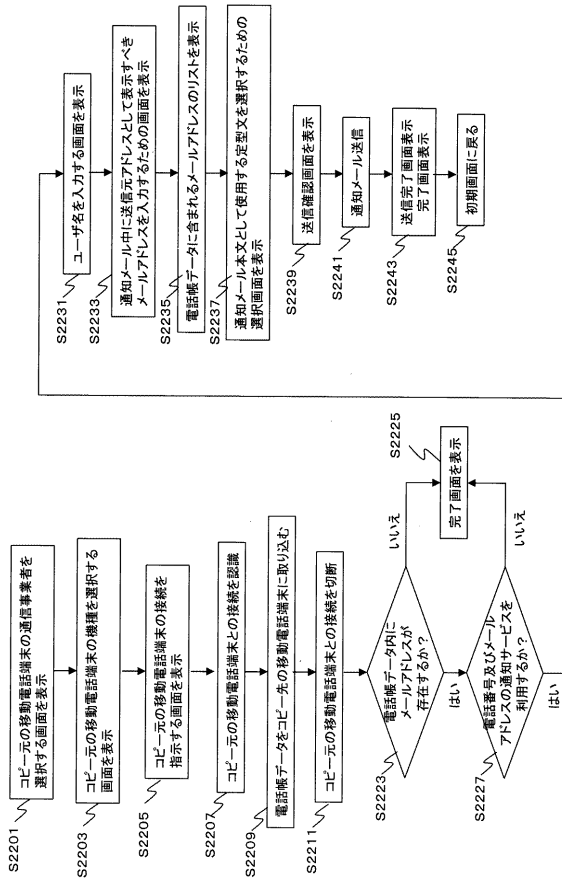 S2201
コピー元の移動電話端末の通信事業者を
選択する画面を表示
S2203
コピー元の移動電話端末の機種を選択する
画面を表示
S2205
コピー元の移動電話端末の接続を
指示する画面を表示
S2207
コピー元の移動電話端末との接続を認識
S2209
電話帳データをコピー先の移動電話端末に取り込む
S2211
コピー元の移動電話端末との接続を切断
S2223
電話帳データ内に
メールアドレスが
存在するか？
いいえ
はい
S2225
完了画面を表示
S2227
電話番号及びメール
アドレスの通知サービスを
利用するか？
いいえ
はい
S2231
ユーザ名を入力する画面を表示
S2233
通知メール中に送信元アドレスとして表示すべき
メールアドレスを入力するための画面を表示
S2235
電話帳データに含まれるメールアドレスのリストを表示
S2237
通知メール本文として使用する定型文を選択するための
選択画面を表示
S2239
送信確認画面を表示
S2241
通知メール送信
S2243
送信完了画面表示
完了画面表示
S2245
初期画面に戻る